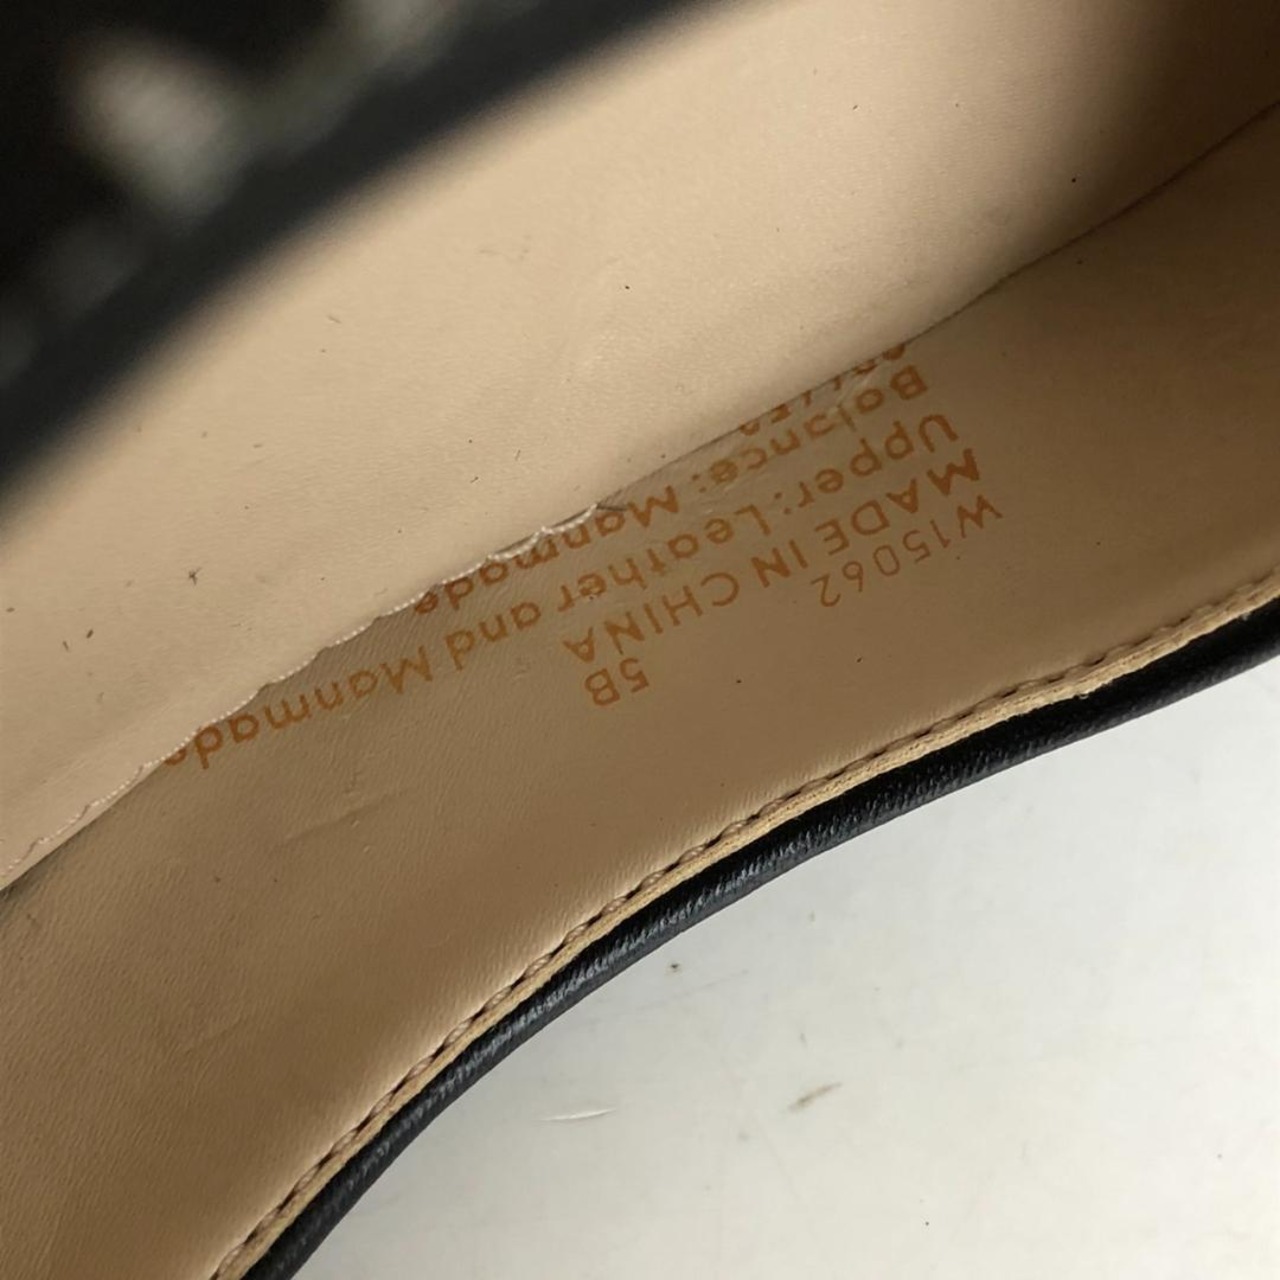 W15062 5B
MADE IN CHINA
Upper: Leather and Manmade
Balance: Manmade